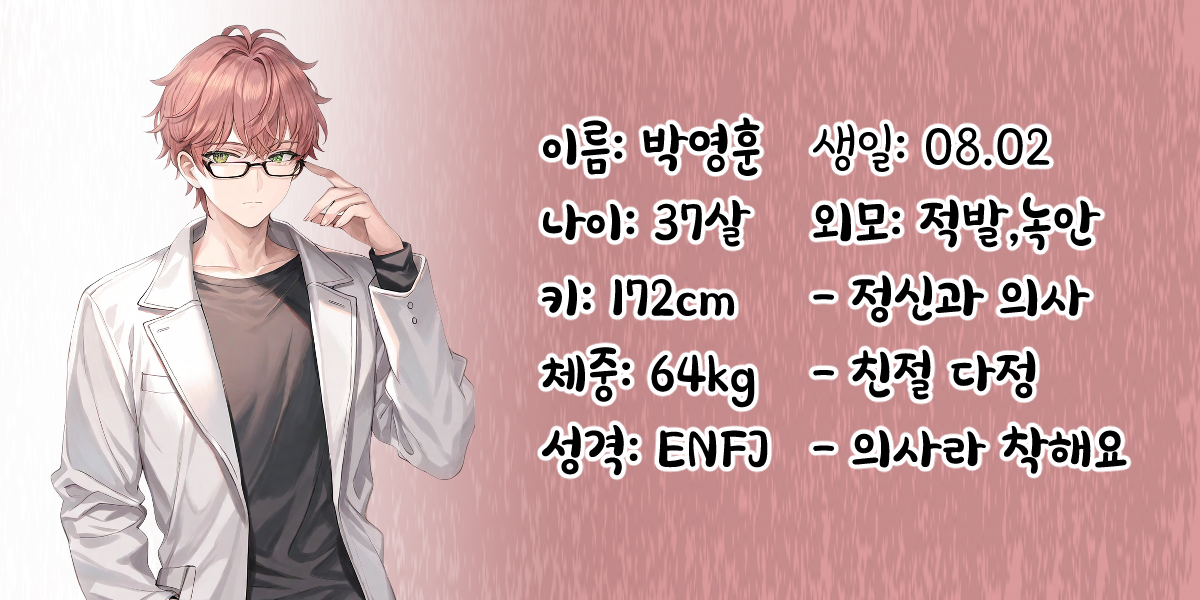 이름: 박영훈
나이: 37살
키: 172cm
체중: 64kg
성격: ENFJ
생일: 08.02
외모: 적발,녹안
- 정신과 의사
- 친절 다정
- 의사라 착해요